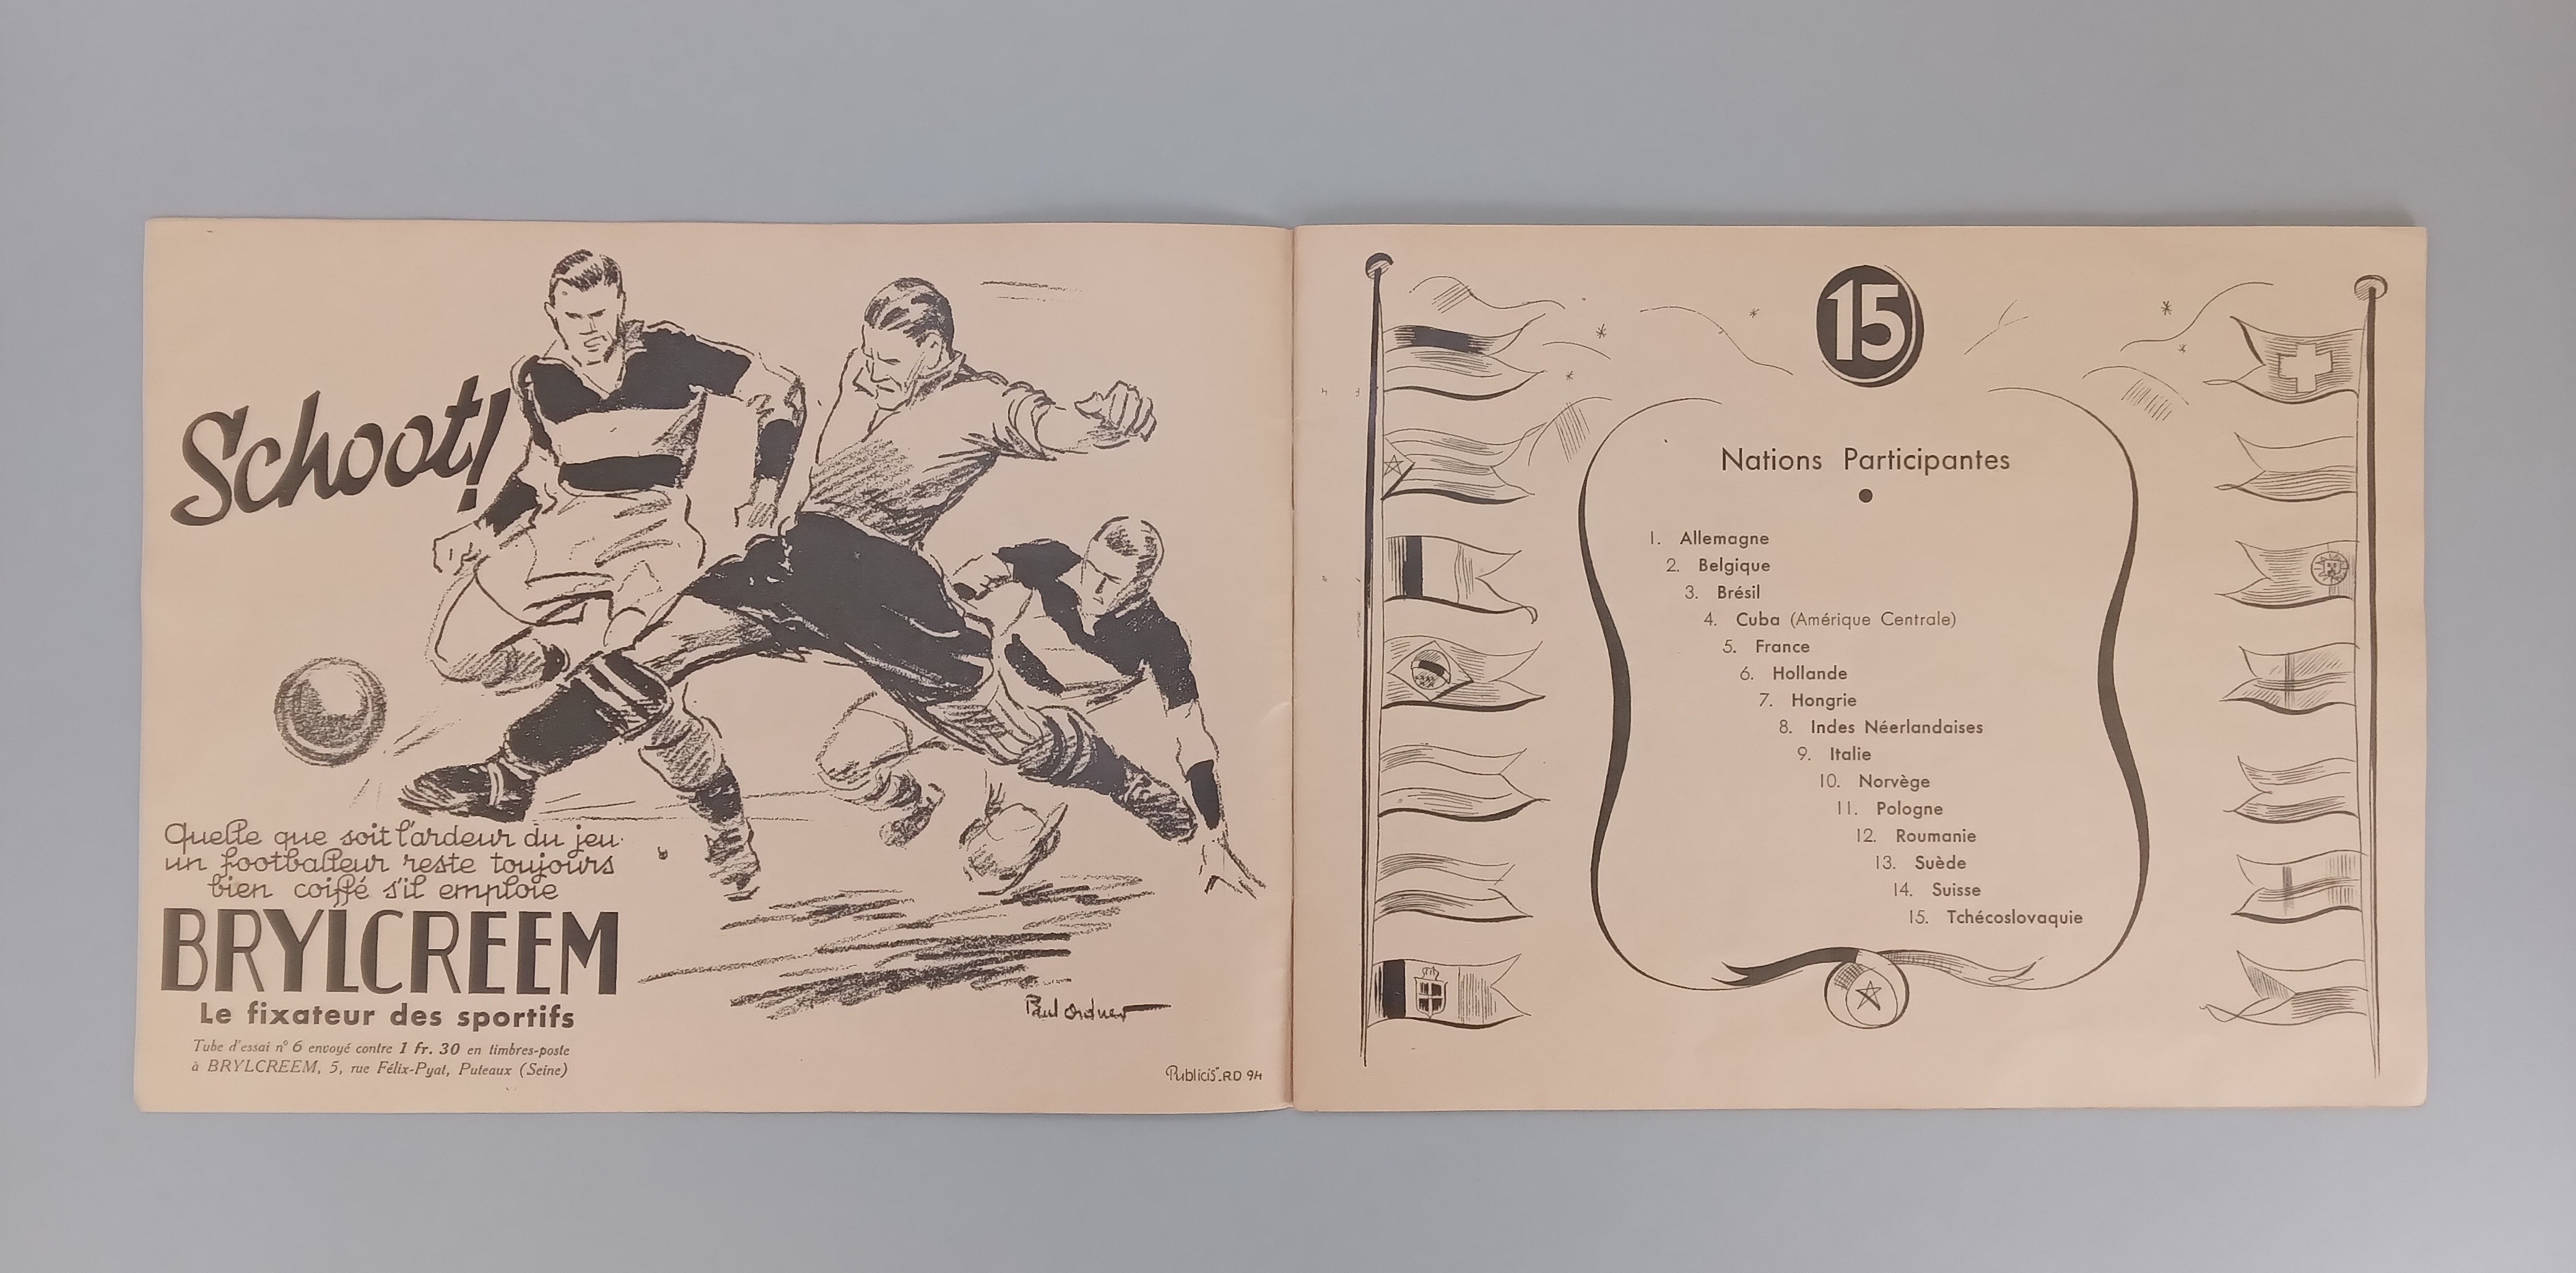 Schoot!
Quelle que soit l'ardeur du jeu
un footballeur reste toujours
bien coiffé s'il emploie
BRYLCREEM
Le fixateur des sportifs
Tube d'essai n° 6 envoyé contre 1 fr. 30 en timbres-poste
à BRYLCREEM, 5, rue Félix-Pyat, Puteaux (Seine)
Paul Ordner
Publicis_R.D 94
15
Nations Participantes
1. Allemagne
2. Belgique
3. Brésil
4. Cuba (Amérique Centrale)
5. France
6. Hollande
7. Hongrie
8. Indes Néerlandaises
9. Italie
10. Norvège
11. Pologne
12. Roumanie
13. Suède
14. Suisse
15. Tchécoslovaquie